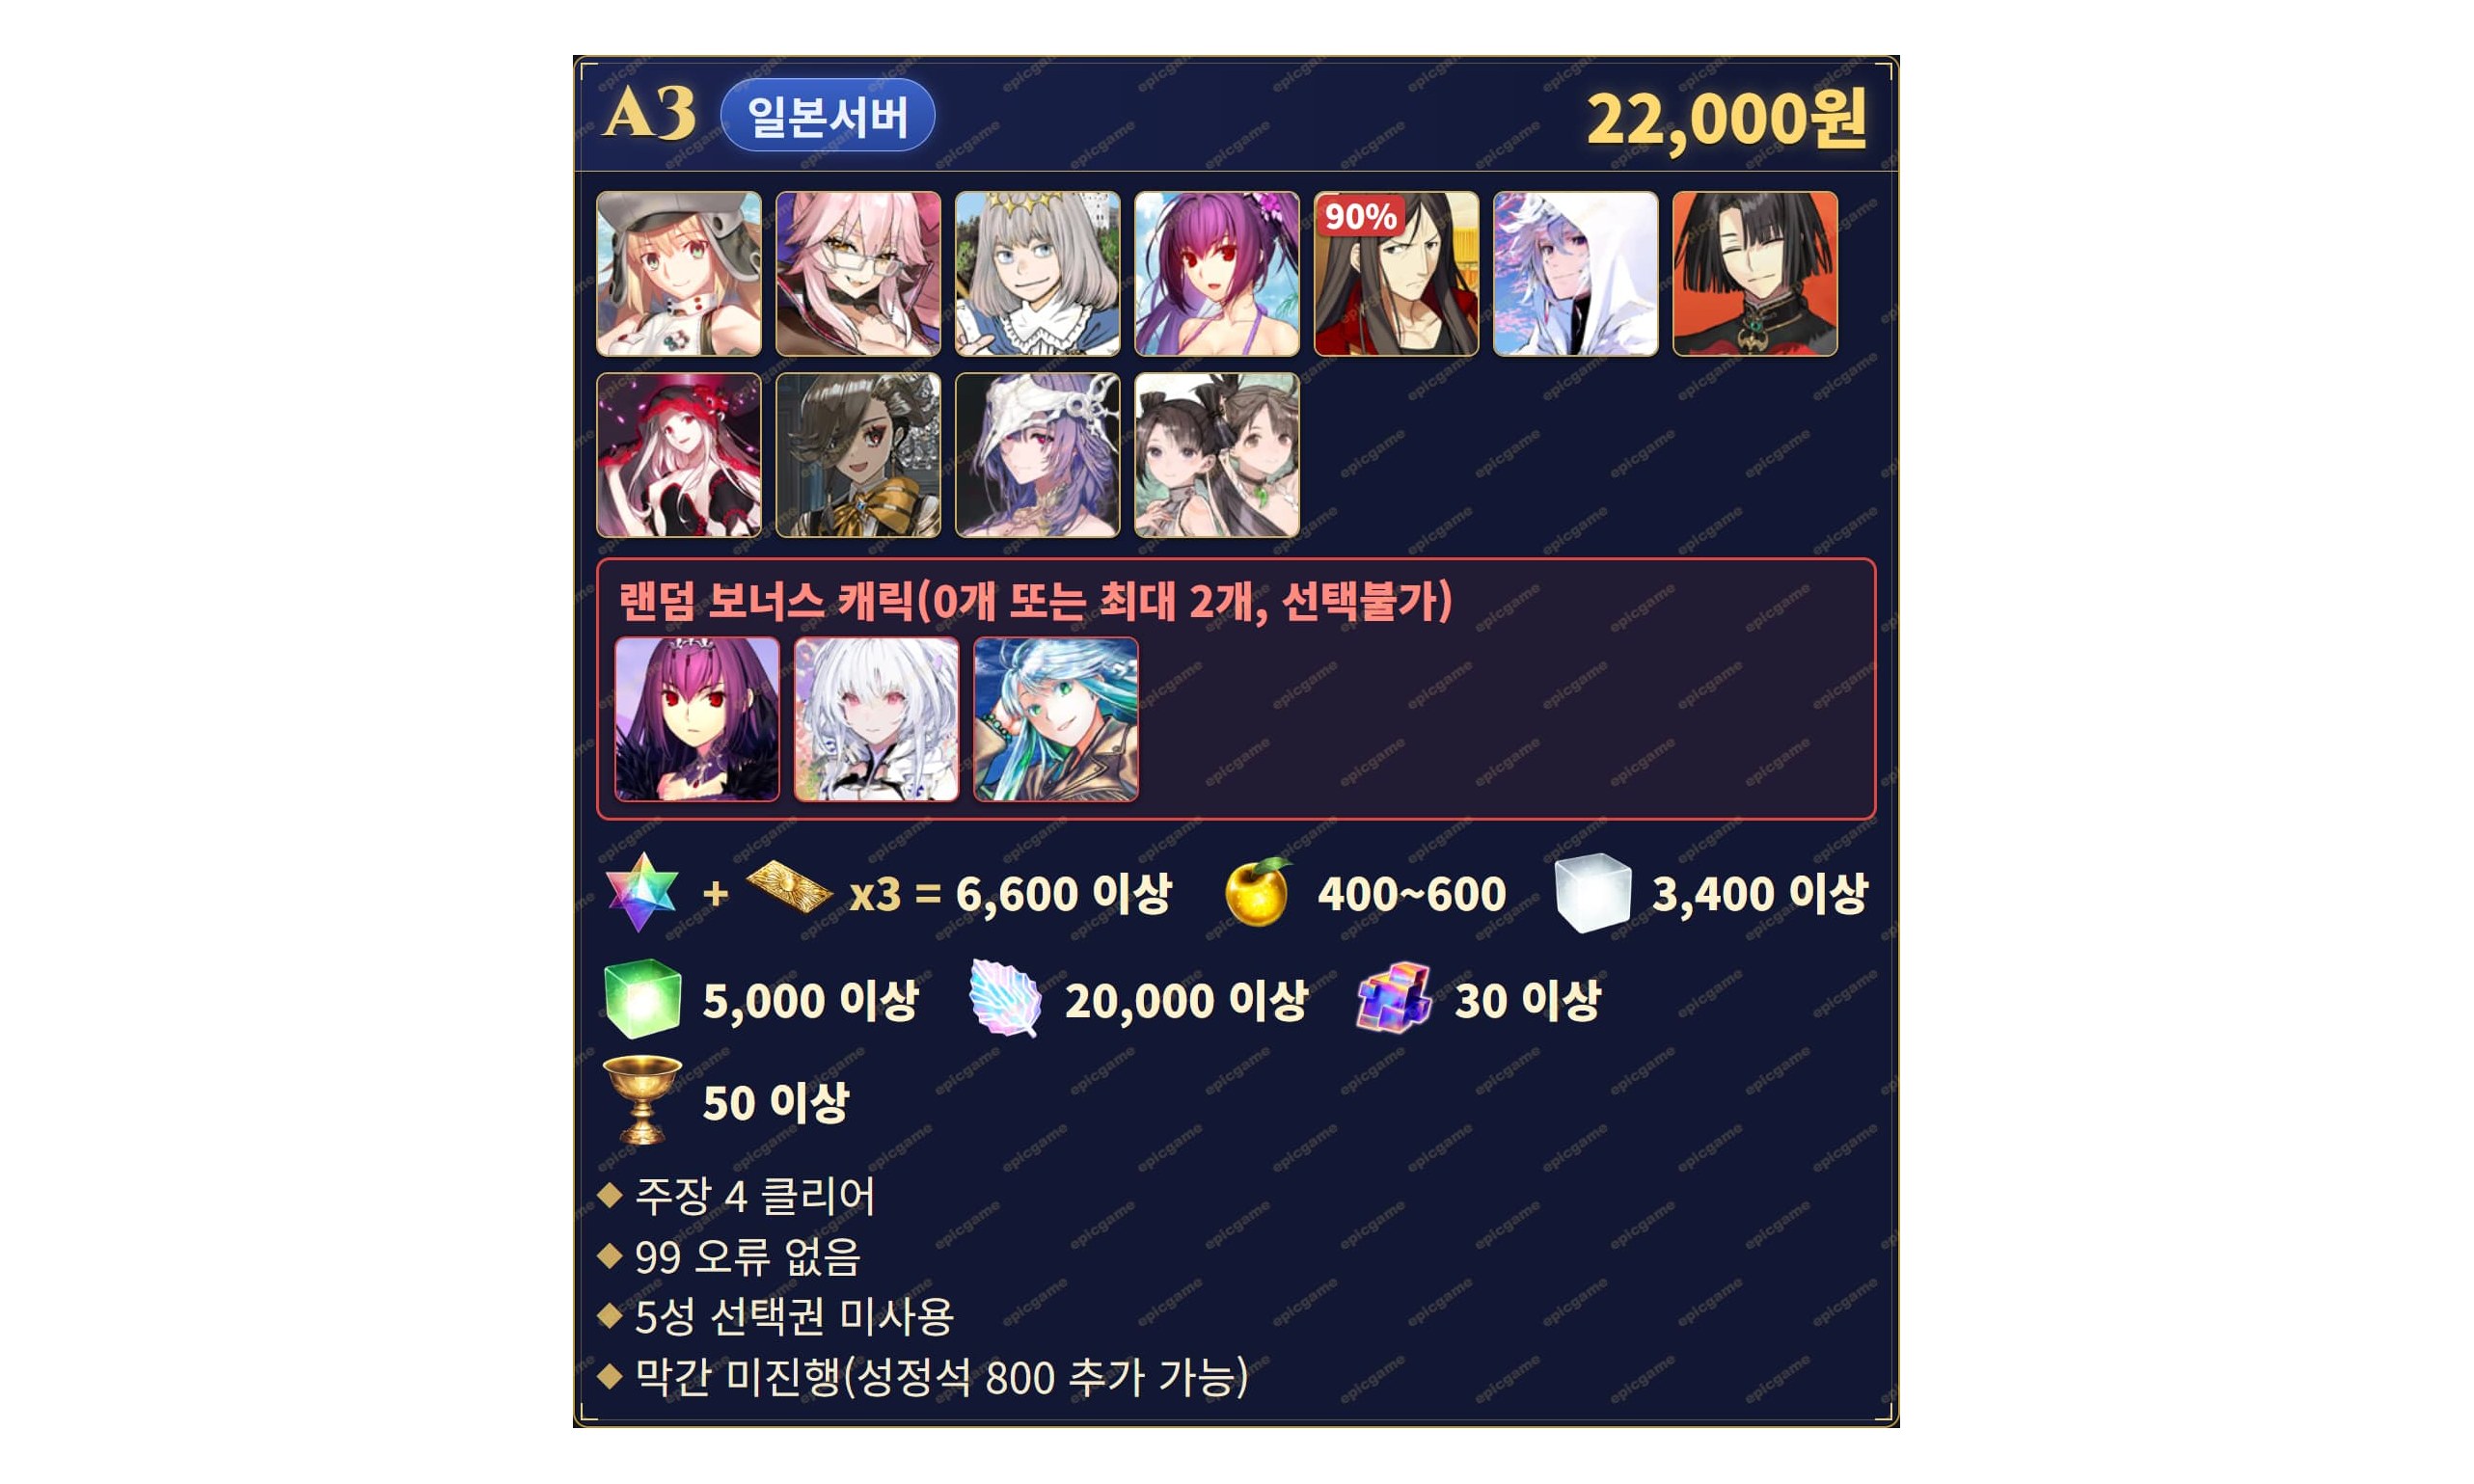 A3 일본서버 22,000원
90%
랜덤 보너스 캐릭(0개 또는 최대 2개, 선택불가)
+ x3 = 6,600 이상 400~600 3,400 이상
5,000 이상 20,000 이상 30 이상
50 이상
◆ 주장 4 클리어
◆ 99 오류 없음
◆ 5성 선택권 미사용
◆ 막간 미진행(성정석 800 추가 가능)
epicgame